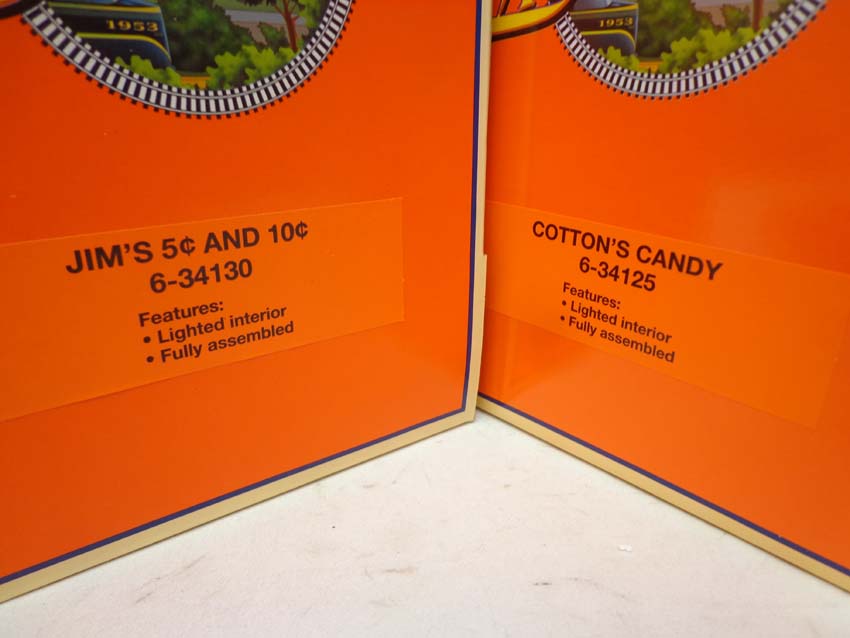 1953
JIM'S 5¢ AND 10¢
6-34130
Features:
• Lighted interior
• Fully assembled
1953
COTTON'S CANDY
6-34125
Features:
• Lighted interior
• Fully assembled